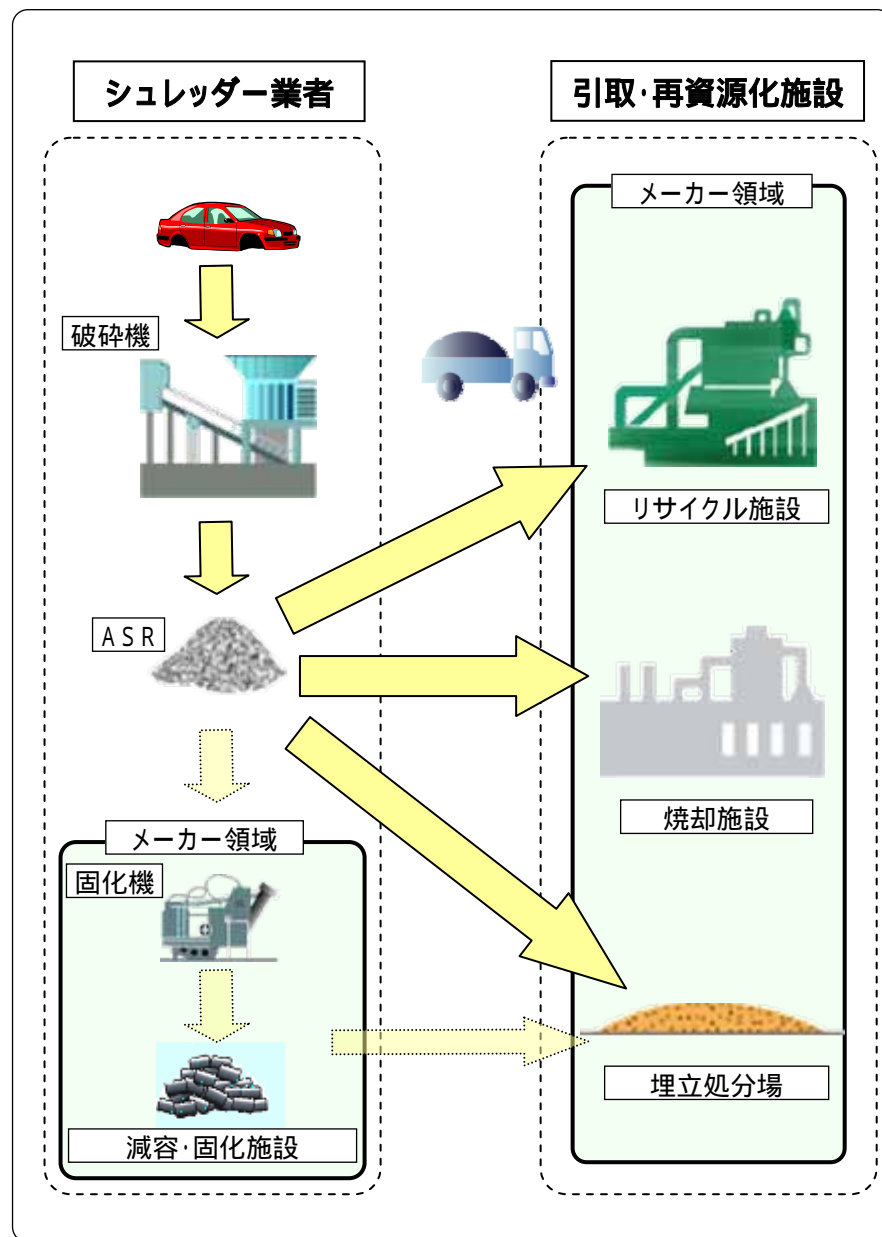 シュレッダー業者
引取･再資源化施設
メーカー領域
破砕機
リサイクル施設
ASR
焼却施設
メーカー領域
固化機
埋立処分場
減容･固化施設